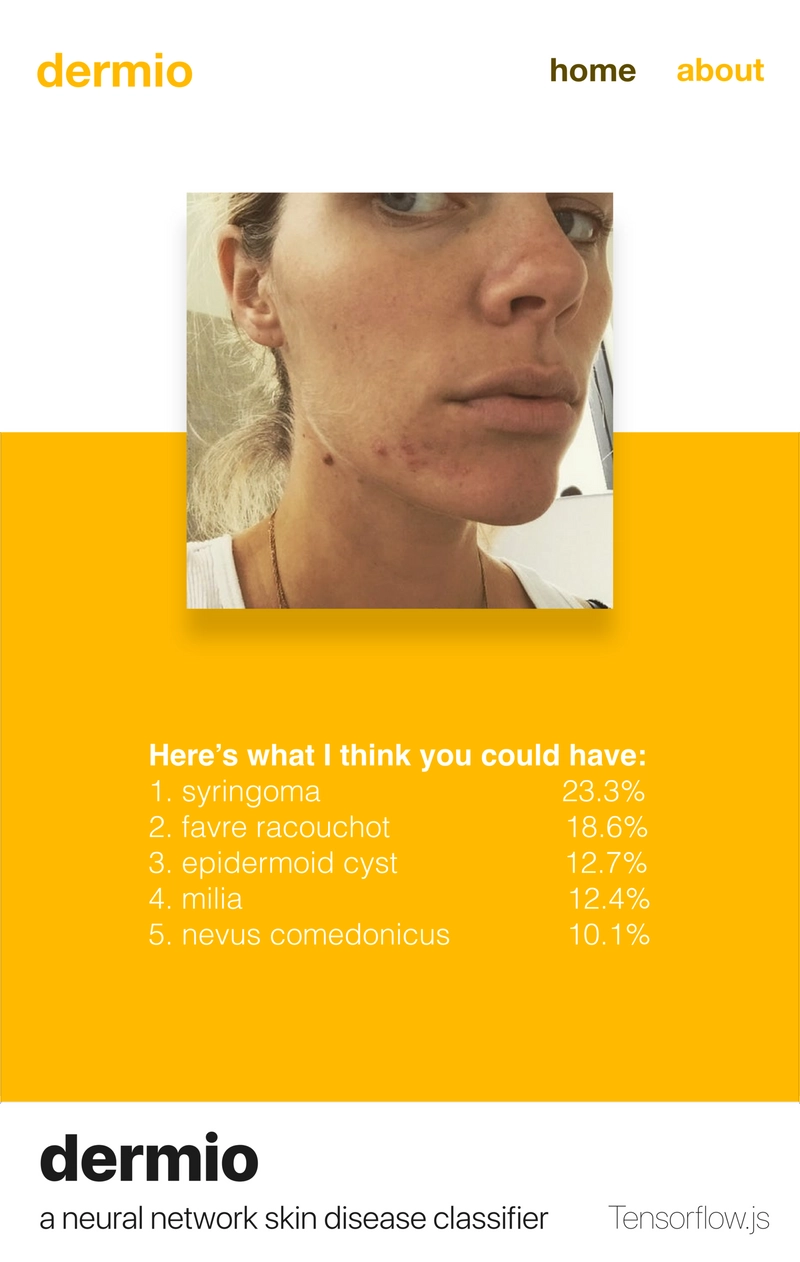 dermio
home about
Here's what I think you could have:
1. syringoma 23.3%
2. favre racouchot 18.6%
3. epidermoid cyst 12.7%
4. milia 12.4%
5. nevus comedonicus 10.1%
dermio
a neural network skin disease classifier Tensorflow.js